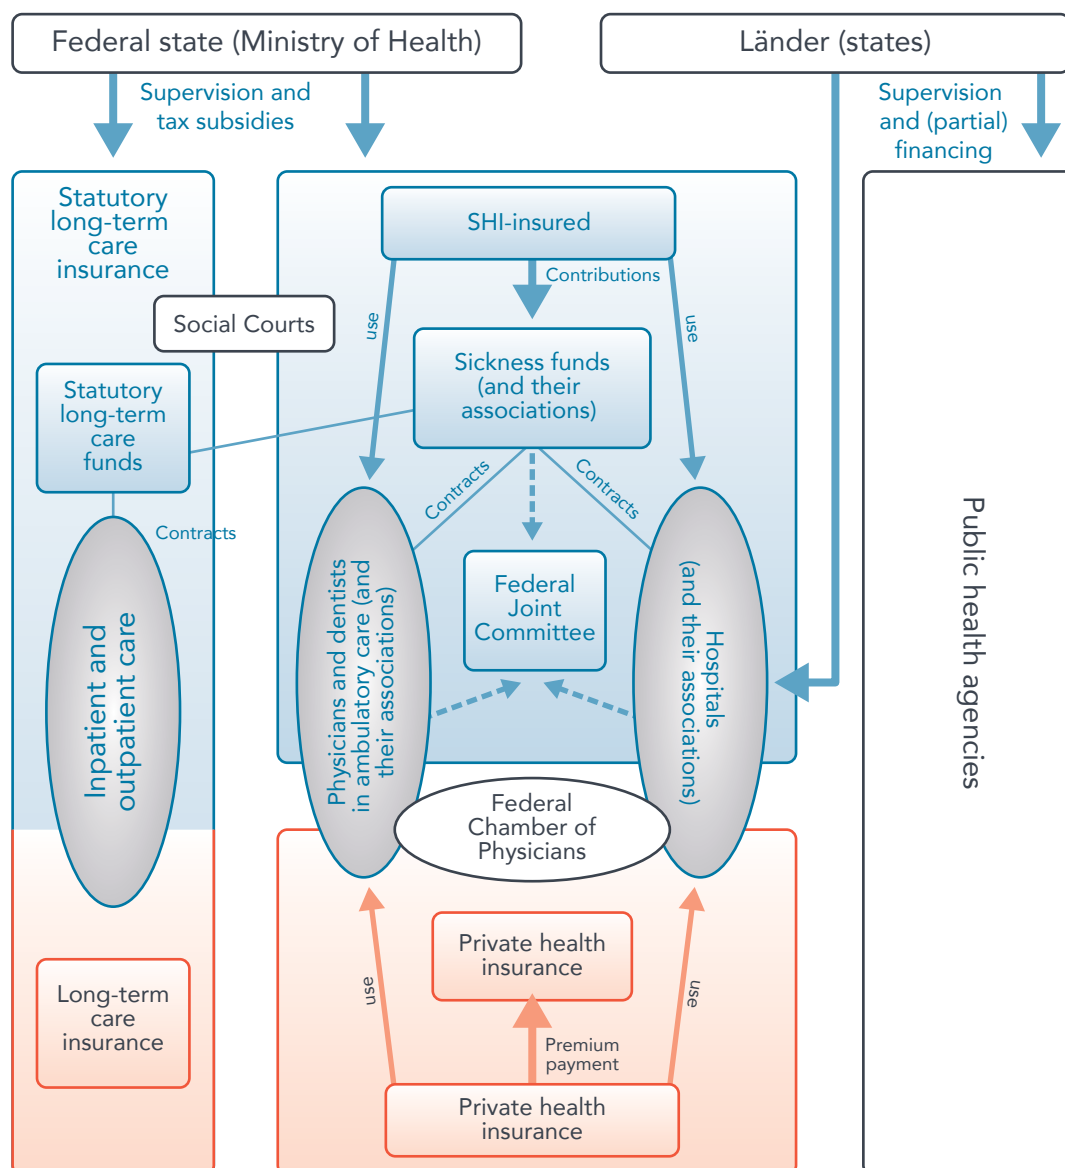 Federal state (Ministry of Health)
Länder (states)
Supervision and
tax subsidies
Supervision
and (partial)
financing
Statutory
long-term
care
insurance
SHI-insured
Contributions
use
use
Social Courts
Sickness funds
(and their
associations)
Statutory
long-term
care
funds
Contracts
Contracts
Contracts
Inpatient and
outpatient care
Physicians and dentists
in ambulatory care (and
their associations)
Federal
Joint
Committee
Hospitals
(and their associations)
Public health agencies
Federal
Chamber of
Physicians
Private health
insurance
use
use
Long-term
care
insurance
Premium
payment
Private health
insurance